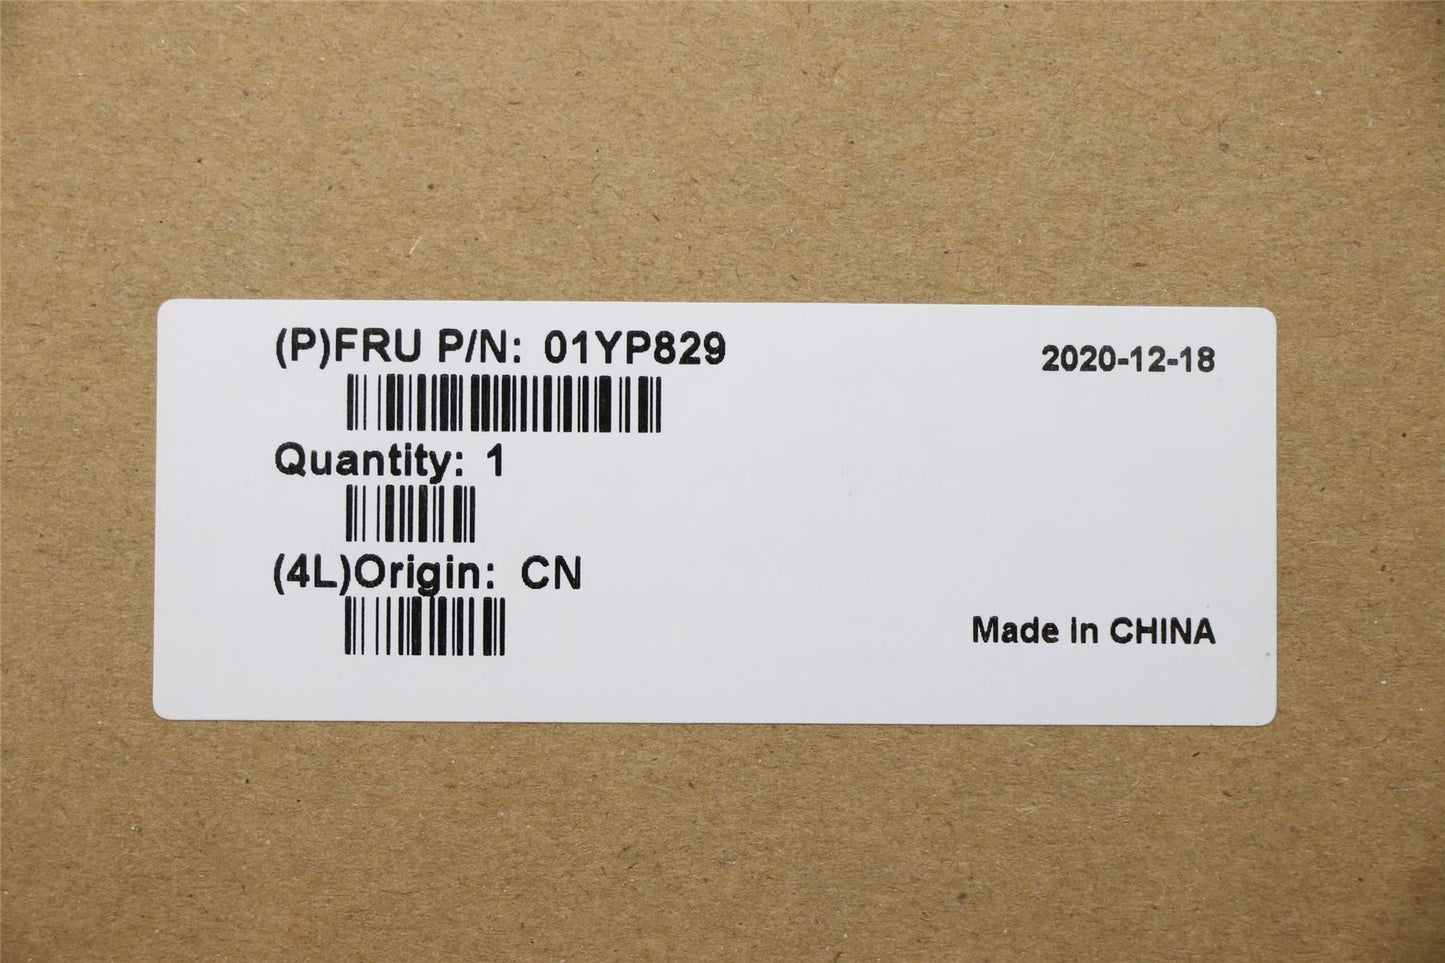 (P)FRU P/N: 01YP829
2020-12-18
Quantity: 1
(4L)Origin: CN
Made in CHINA